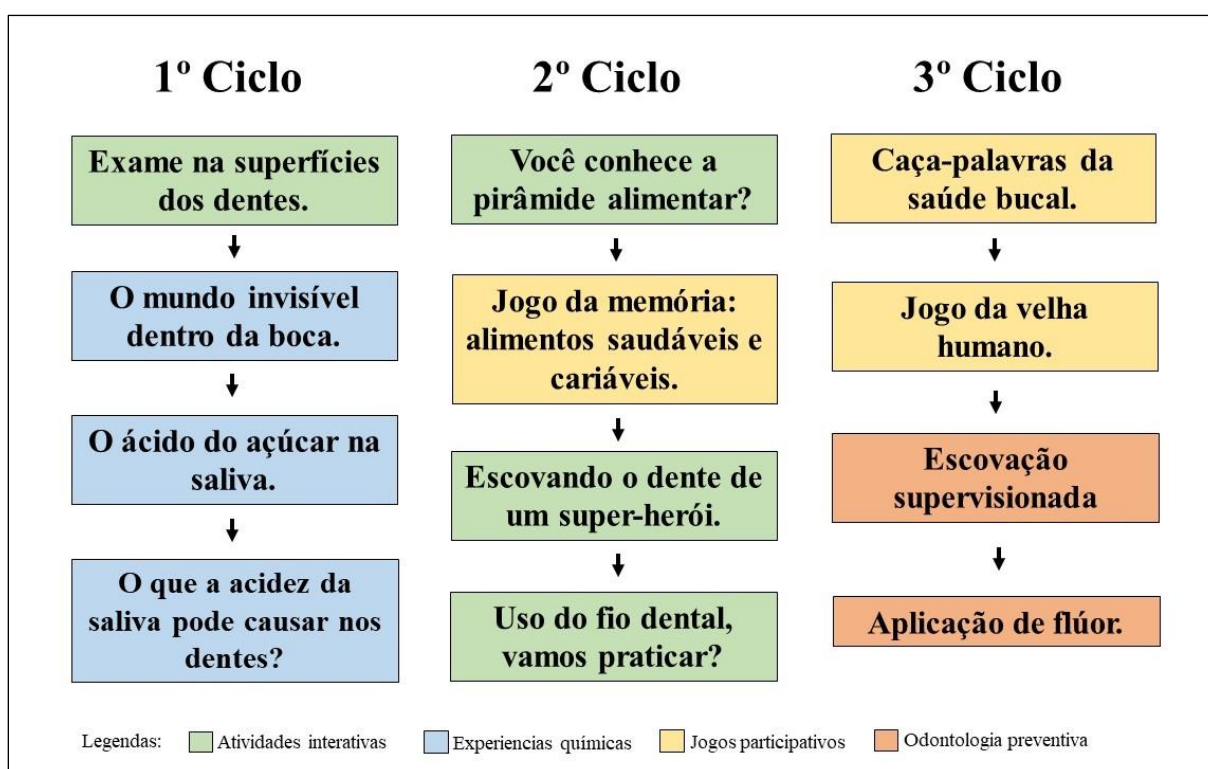 1º Ciclo
Exame na superfícies
dos dentes.
O mundo invisível
dentro da boca.
O ácido do açúcar na
saliva.
O que a acidez da
saliva pode causar nos
dentes?
2º Ciclo
Você conhece a
pirâmide alimentar?
Jogo da memória:
alimentos saudáveis e
cariáveis.
Escovando o dente de
um super-herói.
Uso do fio dental,
vamos praticar?
3º Ciclo
Caça-palavras da
saúde bucal.
Jogo da velha
humano.
Escovação
supervisionada
Aplicação de flúor.
Legendas: Atividades interativas Experiencias químicas Jogos participativos Odontologia preventiva